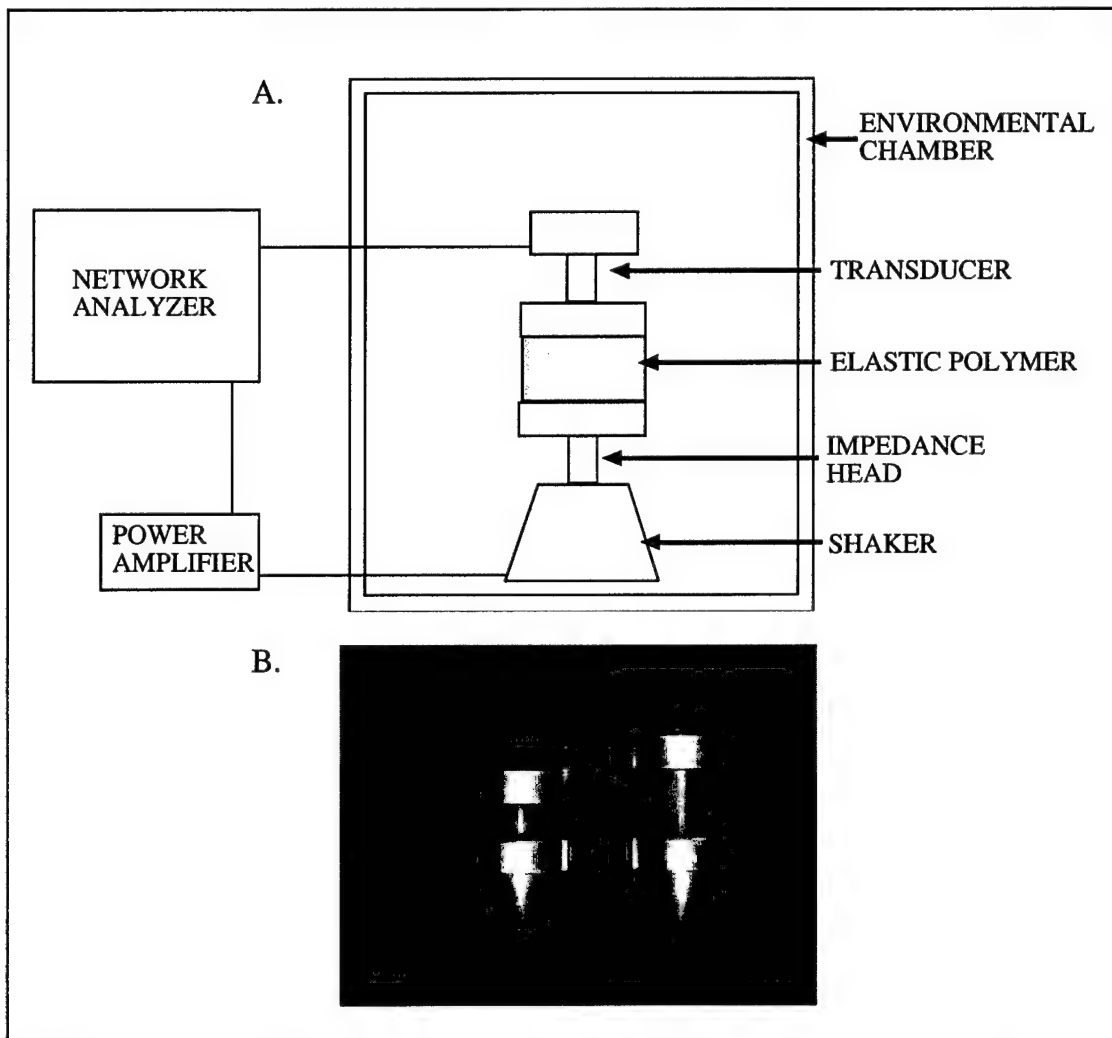 A.
ENVIRONMENTAL
CHAMBER
NETWORK
ANALYZER
TRANSDUCER
ELASTIC POLYMER
IMPEDANCE
HEAD
POWER
AMPLIFIER
SHAKER
B.